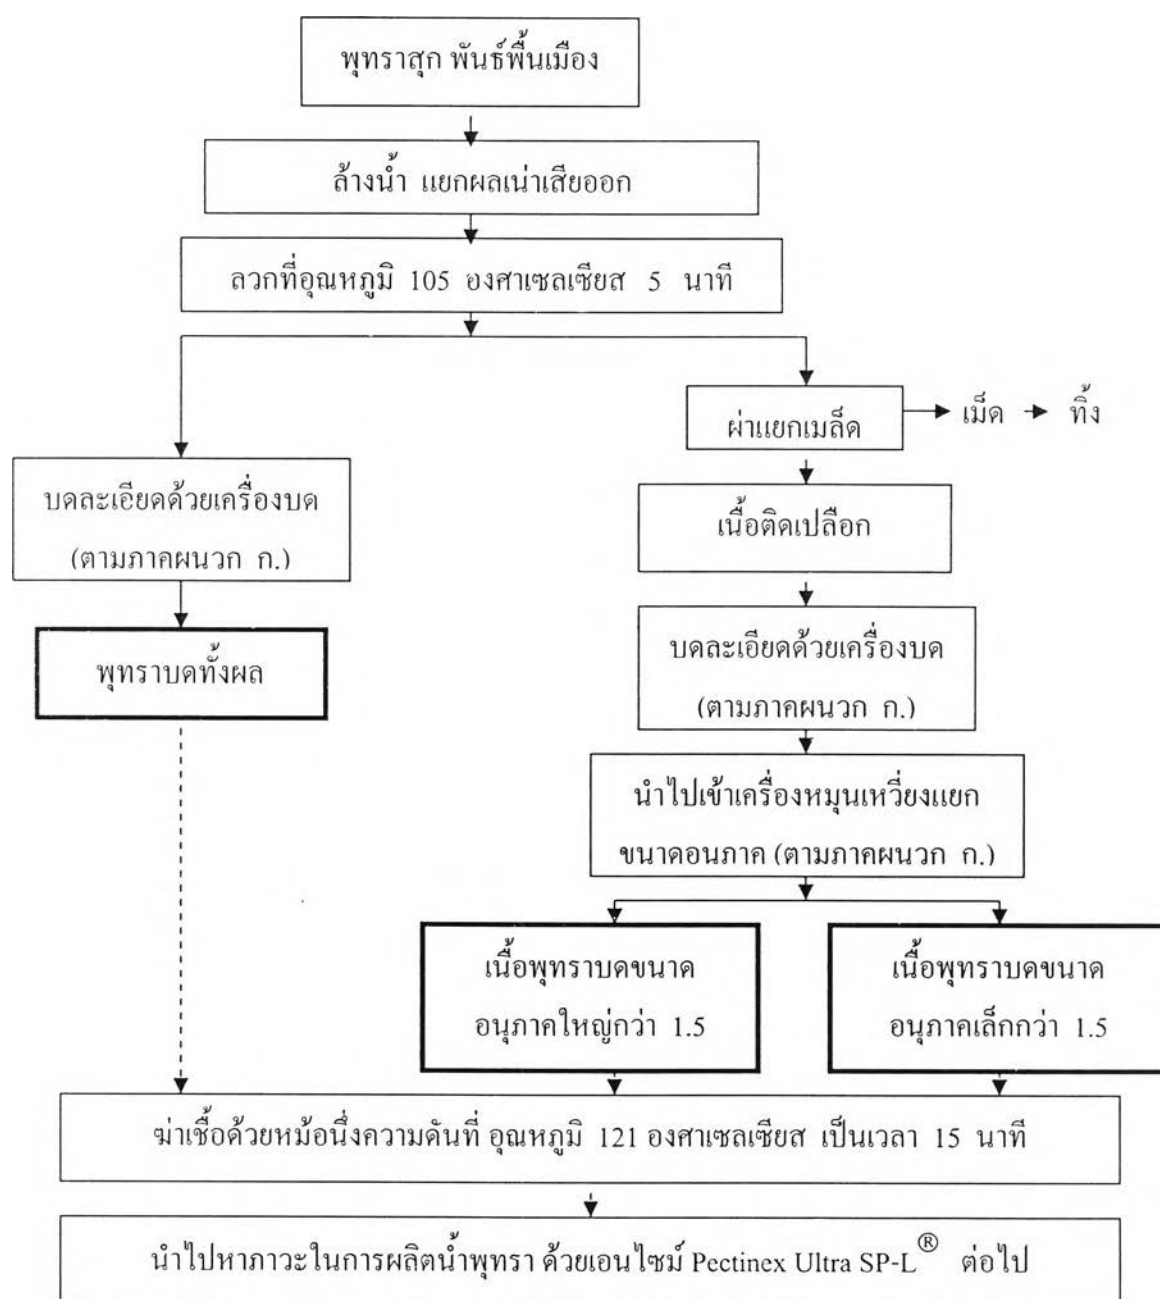 พุทราสุก พันธ์พื้นเมือง
ล้างน้ำ แยกผลเน่าเสียออก
ลวกที่อุณหภูมิ 105 องศาเซลเซียส 5 นาที
ผ่าแยกเมล็ด
เม็ด
ทิ้ง
บดละเอียดด้วยเครื่องบด
(ตามภาคผนวก ก.)
เนื้อติดเปลือก
พุทราบดทั้งผล
บดละเอียดด้วยเครื่องบด
(ตามภาคผนวก ก.)
นำไปเข้าเครื่องหมุนเหวี่ยงแยก
ขนาดอนภาค (ตามภาคผนวก ก.)
เนื้อพุทราบดขนาด
อนุภาคใหญ่กว่า 1.5
เนื้อพุทราบดขนาด
อนุภาคเล็กกว่า 1.5
ฆ่าเชื้อด้วยหม้อนึ่งความดันที่ อุณหภูมิ 121 องศาเซลเซียส เป็นเวลา 15 นาที
นำไปหาภาวะในการผลิตน้ำพุทรา ด้วยเอนไซม์ Pectinex Ultra SP-L® ต่อไป